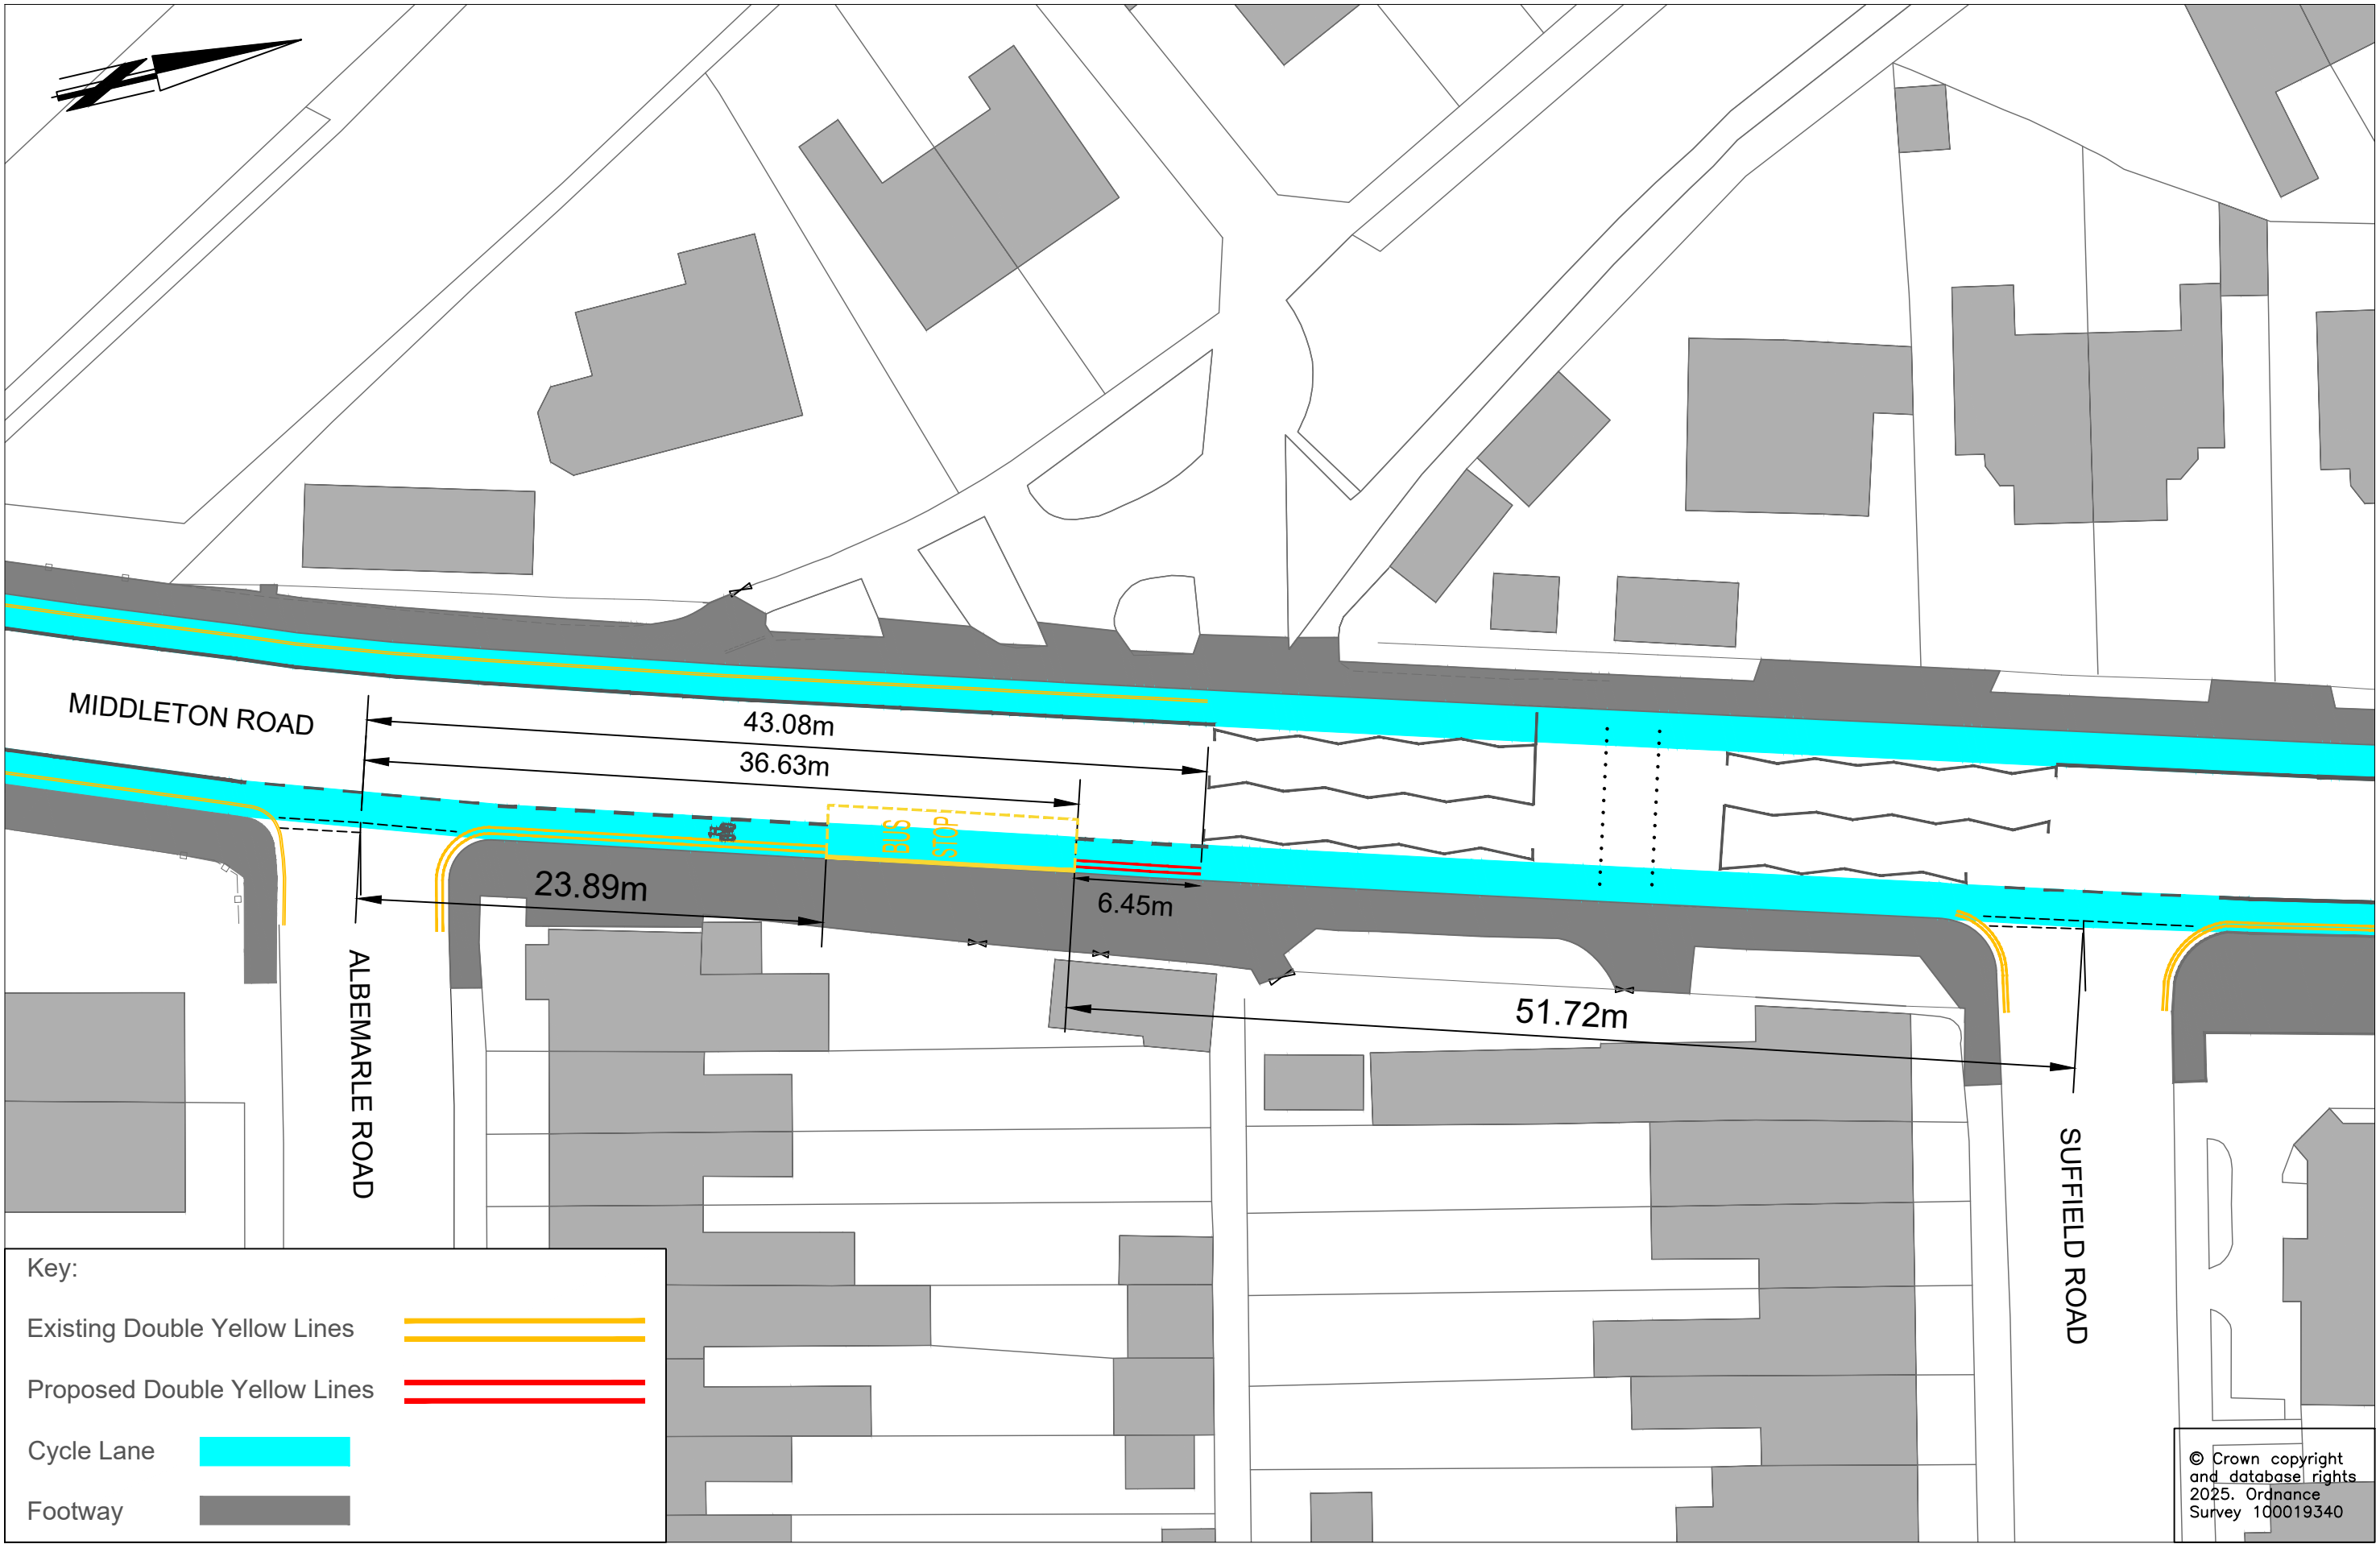 MIDDLETON ROAD
43.08m
36.63m
BUS
STOP
23.89m
6.45m
51.72m
ALBEMARLE ROAD
SUFFIELD ROAD
Key:
Existing Double Yellow Lines
Proposed Double Yellow Lines
Cycle Lane
Footway
© Crown copyright
and database rights
2025. Ordnance
Survey 100019340